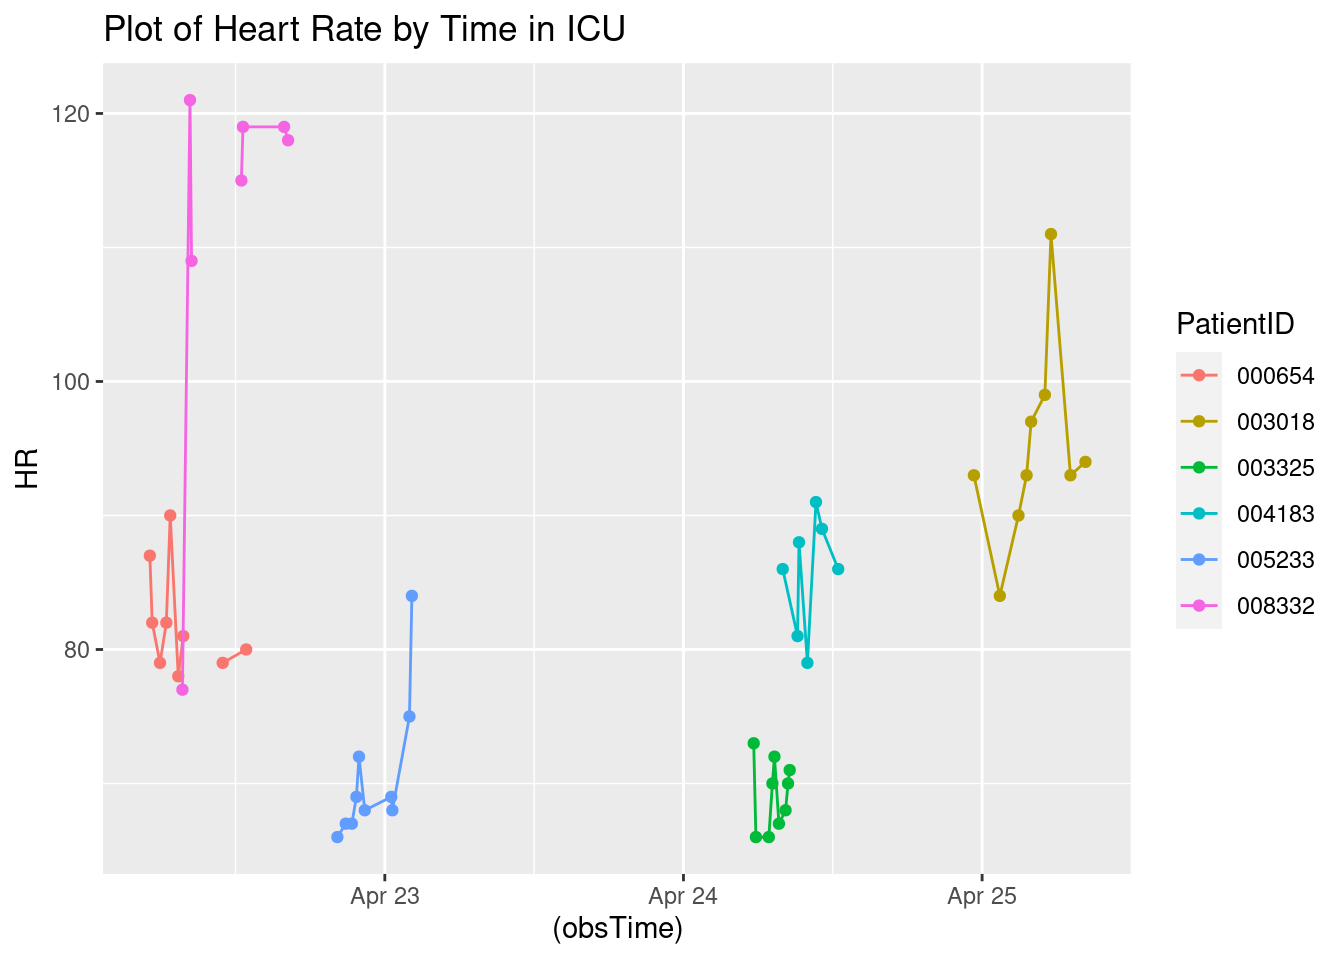 Plot of Heart Rate by Time in ICU
120
100
80
HR
Apr 23
Apr 24
Apr 25
(obsTime)
PatientID
000654
003018
003325
004183
005233
008332